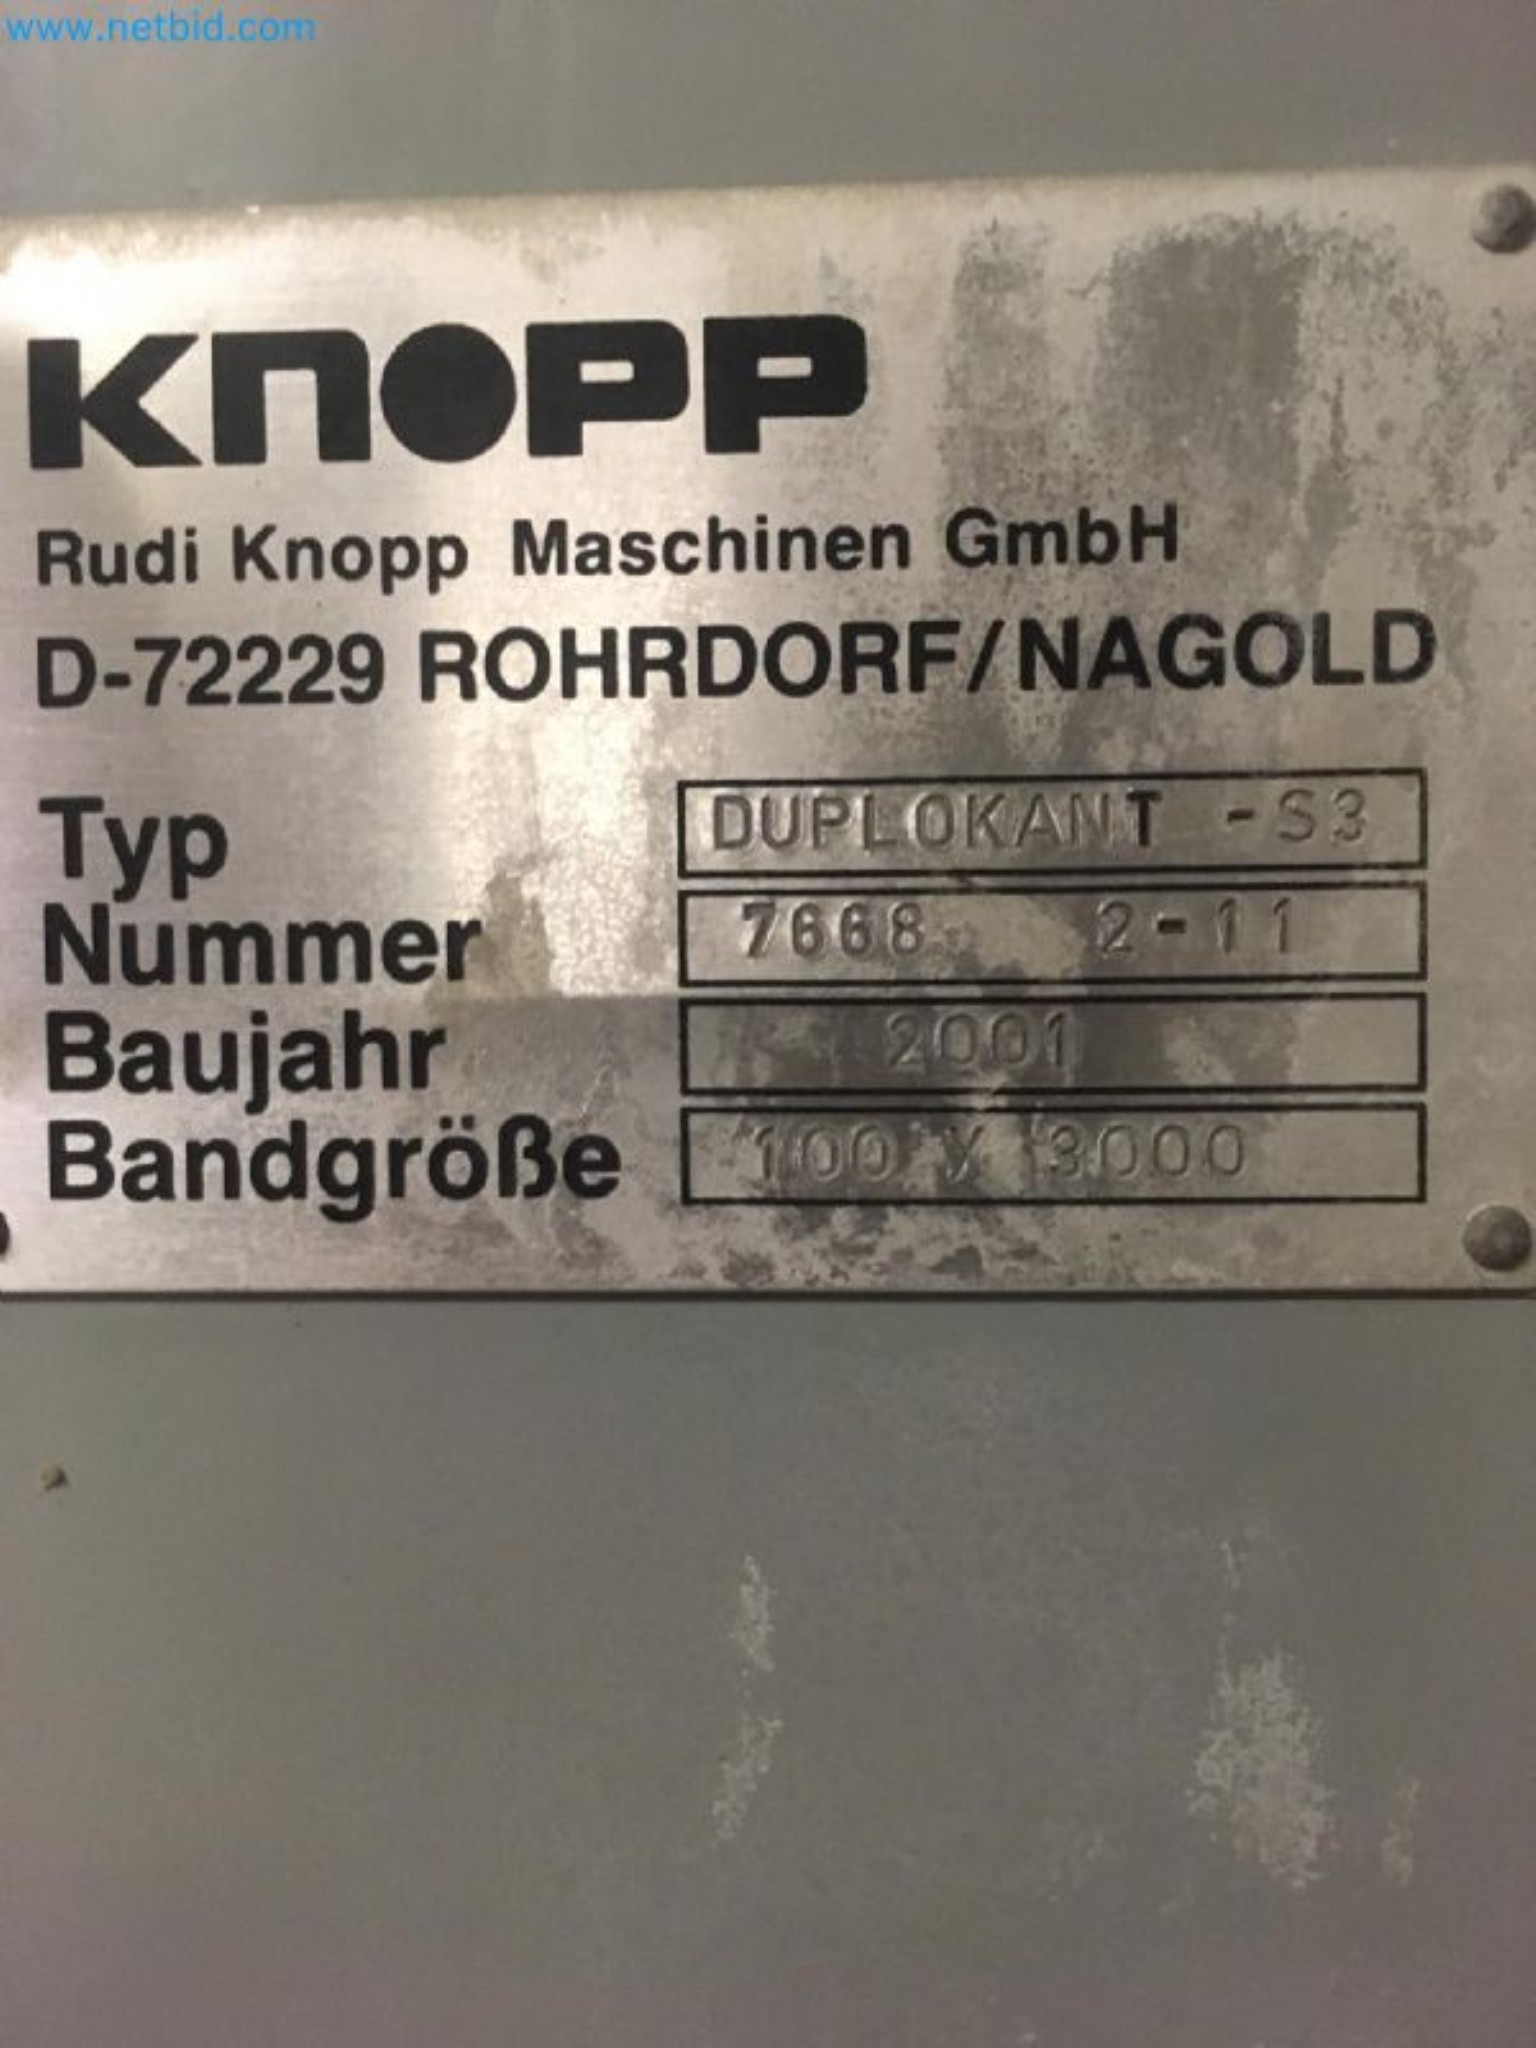 www.netbid.com
KNOPP
Rudi Knopp Maschinen GmbH
D-72229 ROHRDORF/NAGOLD
Typ DUPLOKANT -S3
Nummer 7668 2-11
Baujahr 2001
Bandgröße 100 X 3000